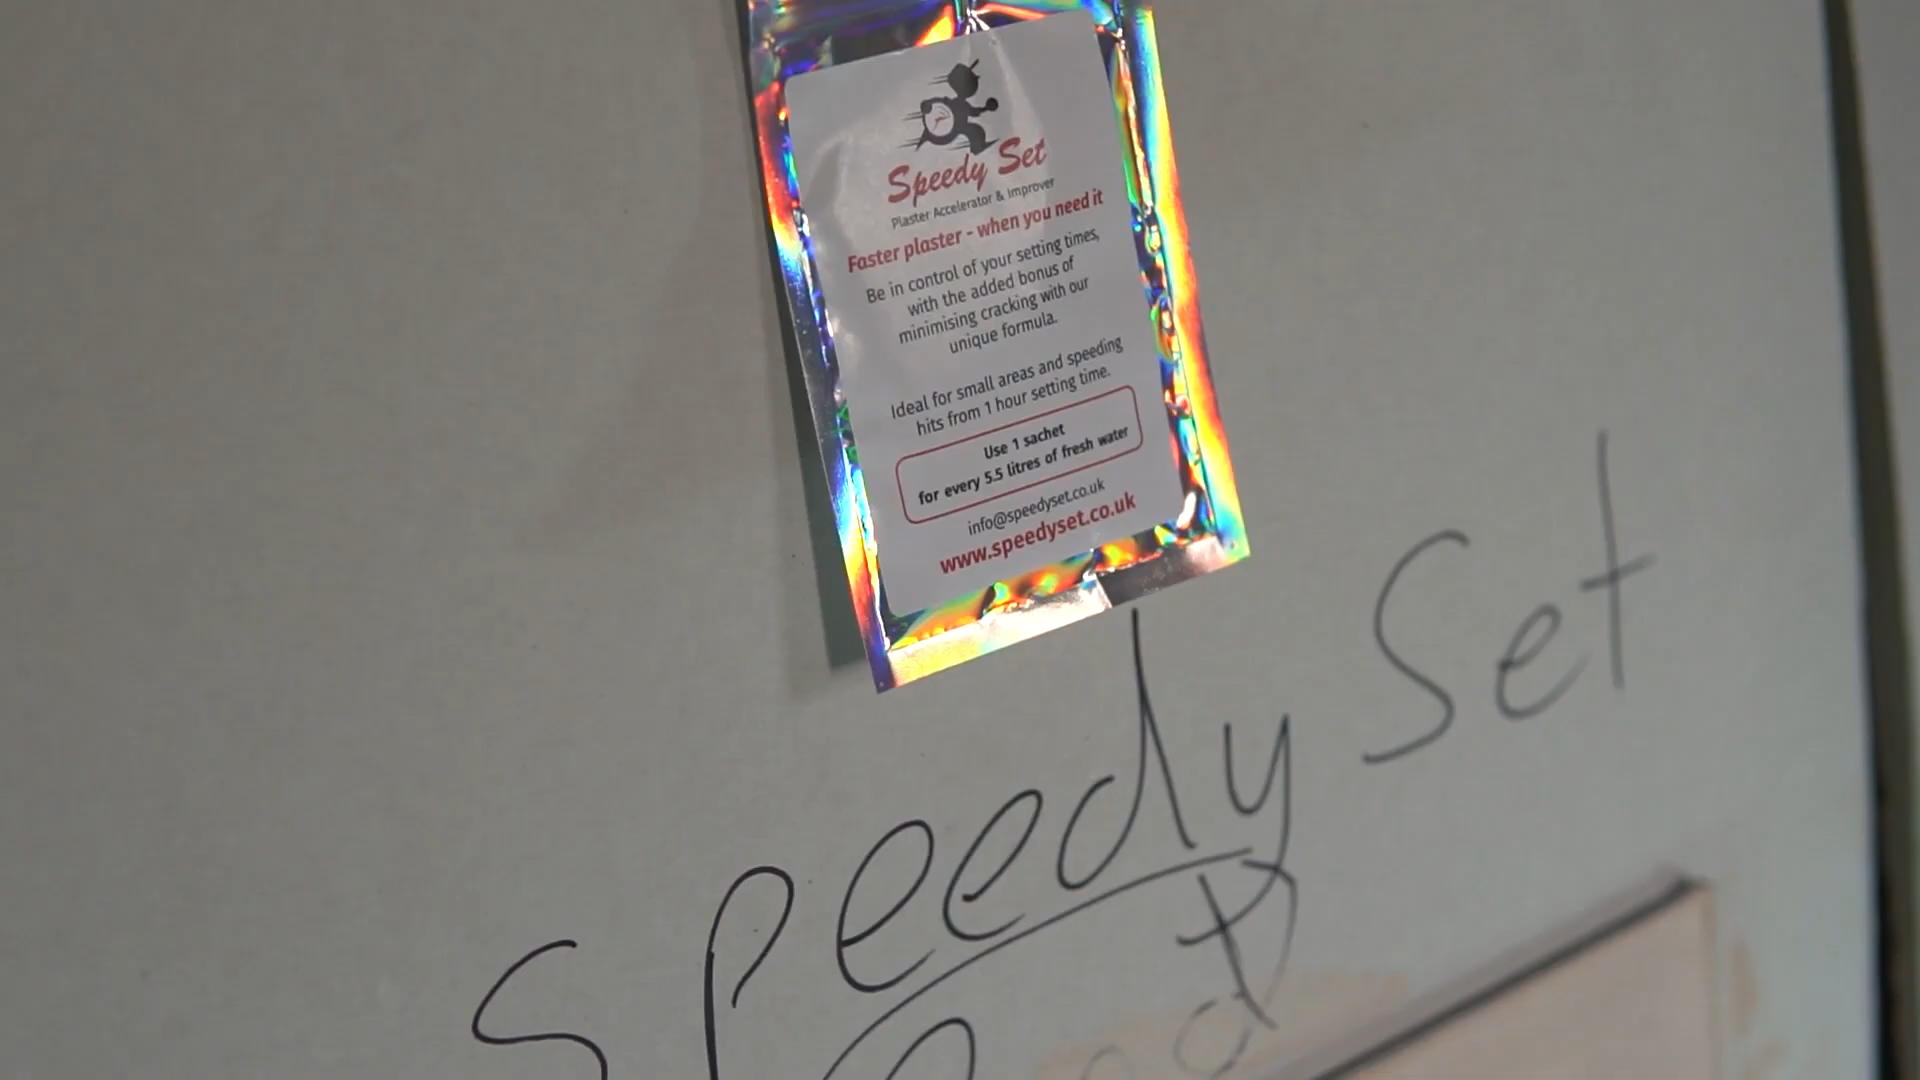 Speedy Set
Plaster Accelerator & Improver
Faster plaster - when you need it
Be in control of your setting times,
with the added bonus of
minimising cracking with our
unique formula.
Ideal for small areas and speeding
hits from 1 hour setting time.
Use 1 sachet
for every 5.5 litres of fresh water
info@speedyset.co.uk
www.speedyset.co.uk
Speedy Set